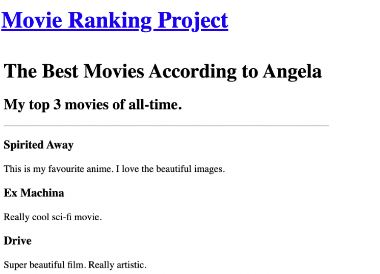 Movie Ranking Project
The Best Movies According to Angela
My top 3 movies of all-time.
Spirited Away
This is my favourite anime. I love the beautiful images.
Ex Machina
Really cool sci-fi movie.
Drive
Super beautiful film. Really artistic.